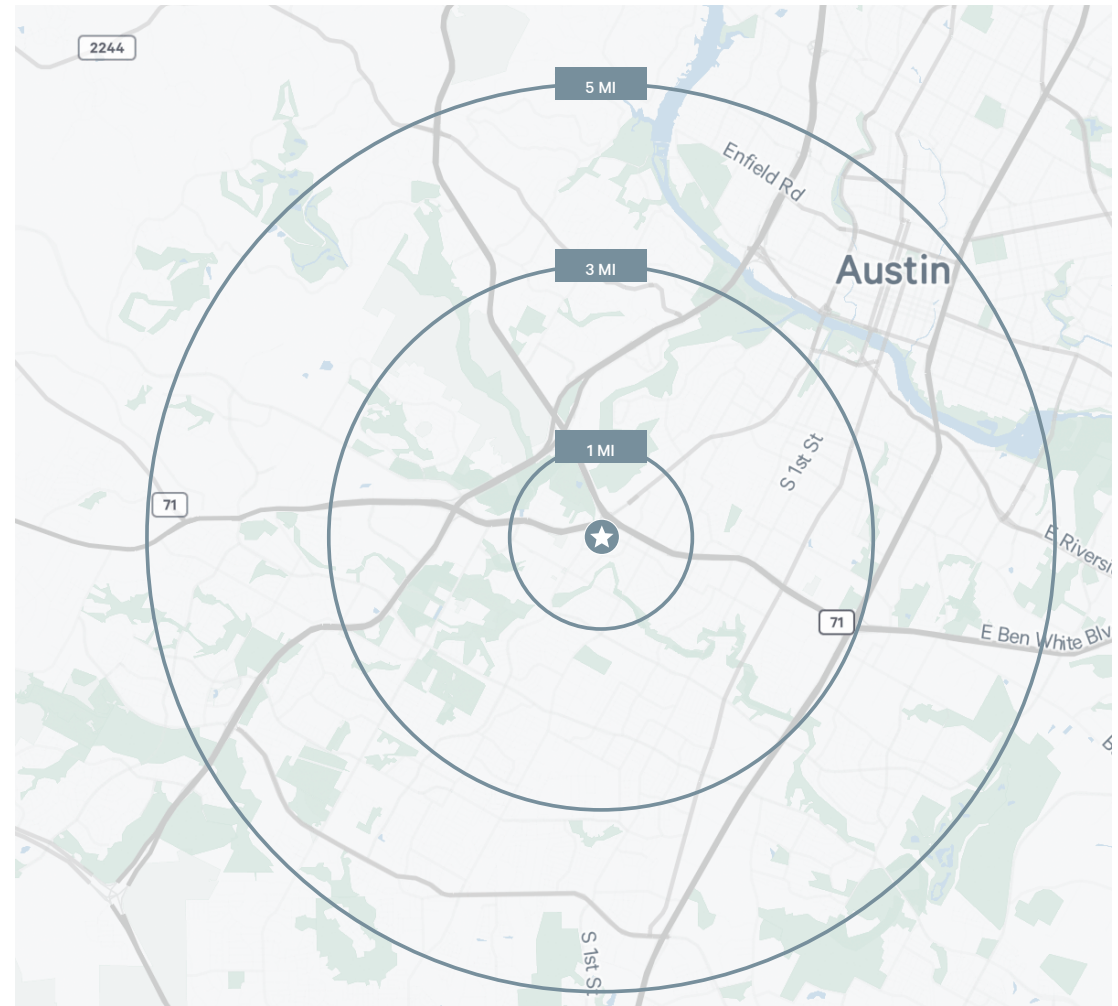 2244
5 MI
Enfield Rd
3 MI
Austin
1 MI
S 1st St
71
E Riversi
71
E Ben White Blv
S 1st S